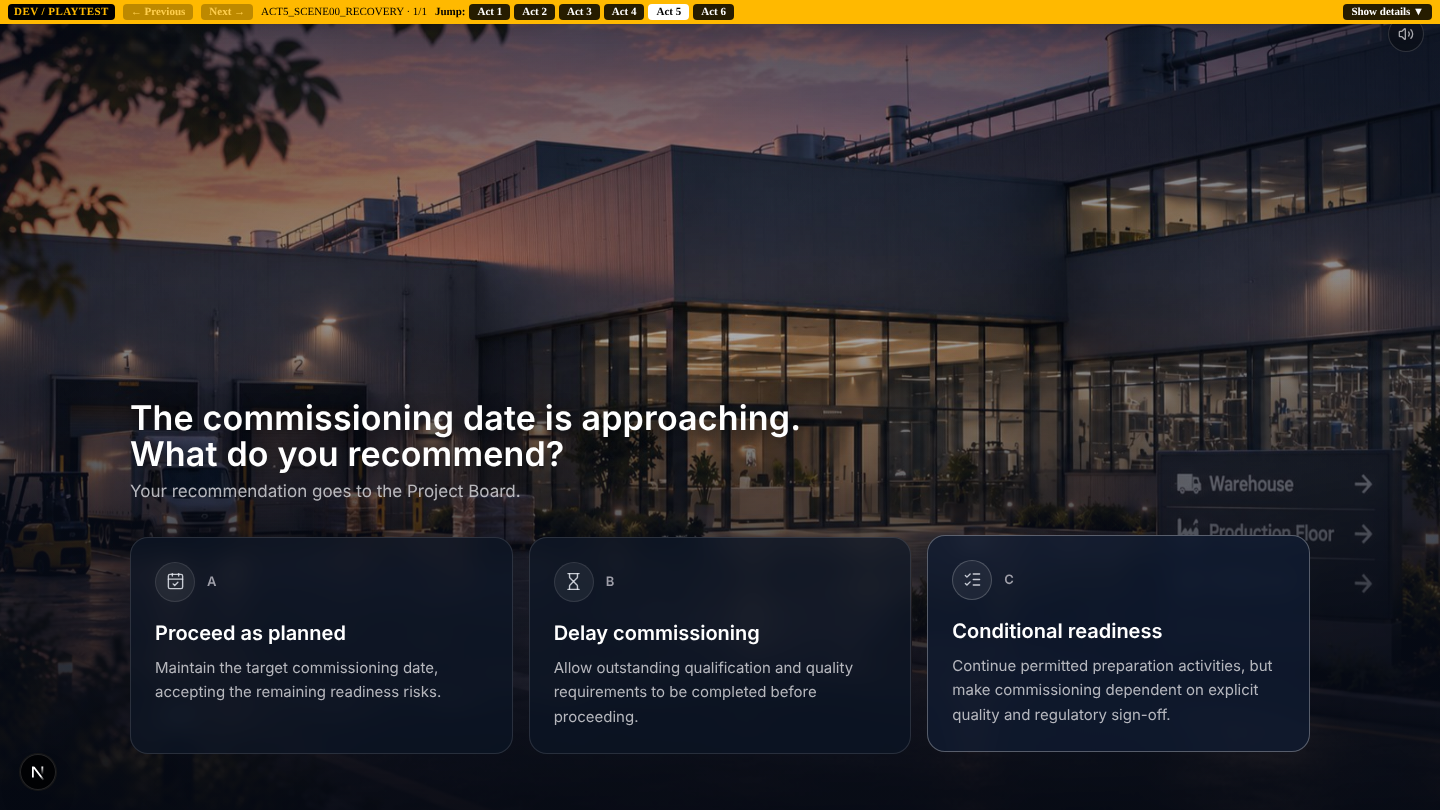 DEV / PLAYTEST ← Previous Next → ACT5_SCENE00_RECOVERY · 1/1 Jump: Act 1 Act 2 Act 3 Act 4 Act 5 Act 6 Show details ▼
1
2
The commissioning date is approaching.
What do you recommend?
Your recommendation goes to the Project Board.
Warehouse →
Production Floor →
→
A
Proceed as planned
Maintain the target commissioning date,
accepting the remaining readiness risks.
B
Delay commissioning
Allow outstanding qualification and quality
requirements to be completed before
proceeding.
C
Conditional readiness
Continue permitted preparation activities, but
make commissioning dependent on explicit
quality and regulatory sign-off.
N